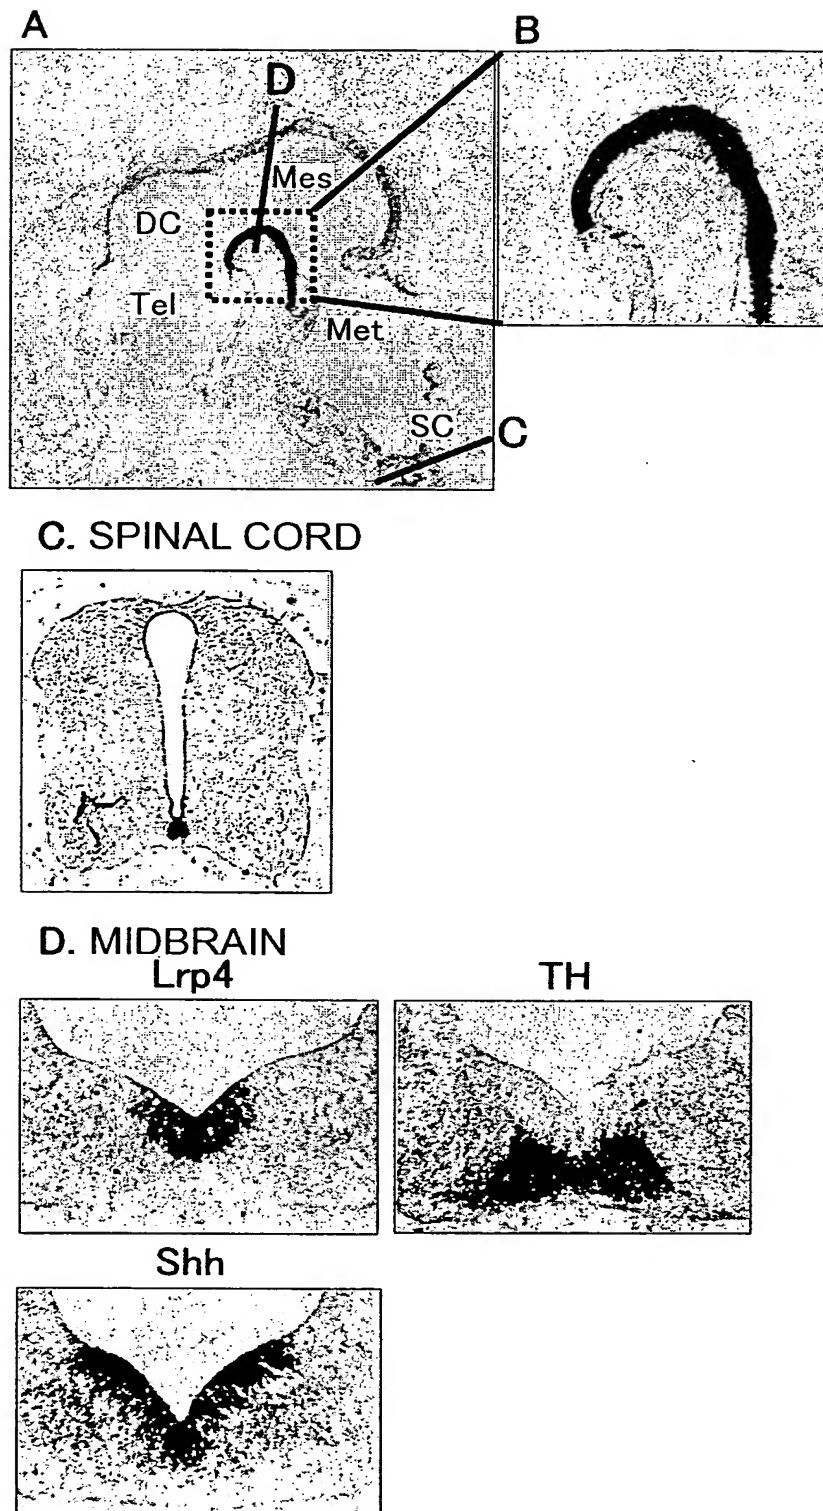 A
B
D
Mes
DC
Tel
Met
SC
C
C. SPINAL CORD
D. MIDBRAIN
Lrp4
TH
Shh